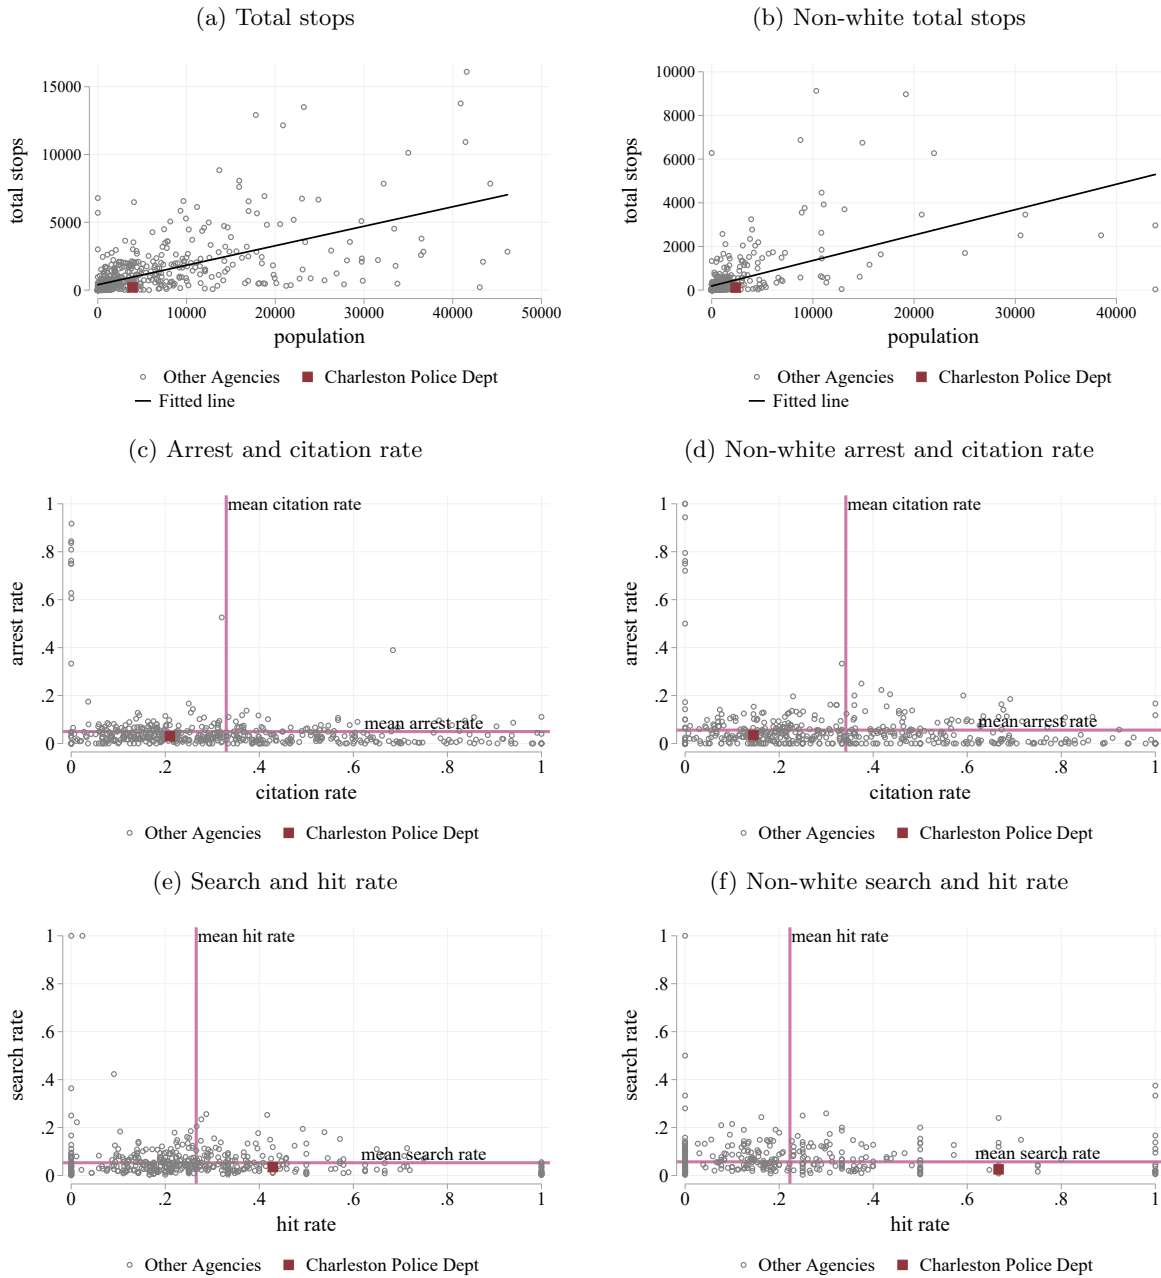 (a) Total stops
(b) Non-white total stops
total stops
15000
10000
5000
0
0 10000 20000 30000 40000 50000
population
Other Agencies Charleston Police Dept
Fitted line
total stops
10000
8000
6000
4000
2000
0
0 10000 20000 30000 40000
population
Other Agencies Charleston Police Dept
Fitted line
(c) Arrest and citation rate
(d) Non-white arrest and citation rate
arrest rate
1
.8
.6
.4
.2
0
mean citation rate
mean arrest rate
0 .2 .4 .6 .8 1
citation rate
Other Agencies Charleston Police Dept
arrest rate
1
.8
.6
.4
.2
0
mean citation rate
mean arrest rate
0 .2 .4 .6 .8 1
citation rate
Other Agencies Charleston Police Dept
(e) Search and hit rate
(f) Non-white search and hit rate
search rate
1
.8
.6
.4
.2
0
mean hit rate
mean search rate
0 .2 .4 .6 .8 1
hit rate
Other Agencies Charleston Police Dept
search rate
1
.8
.6
.4
.2
0
mean hit rate
mean search rate
0 .2 .4 .6 .8 1
hit rate
Other Agencies Charleston Police Dept